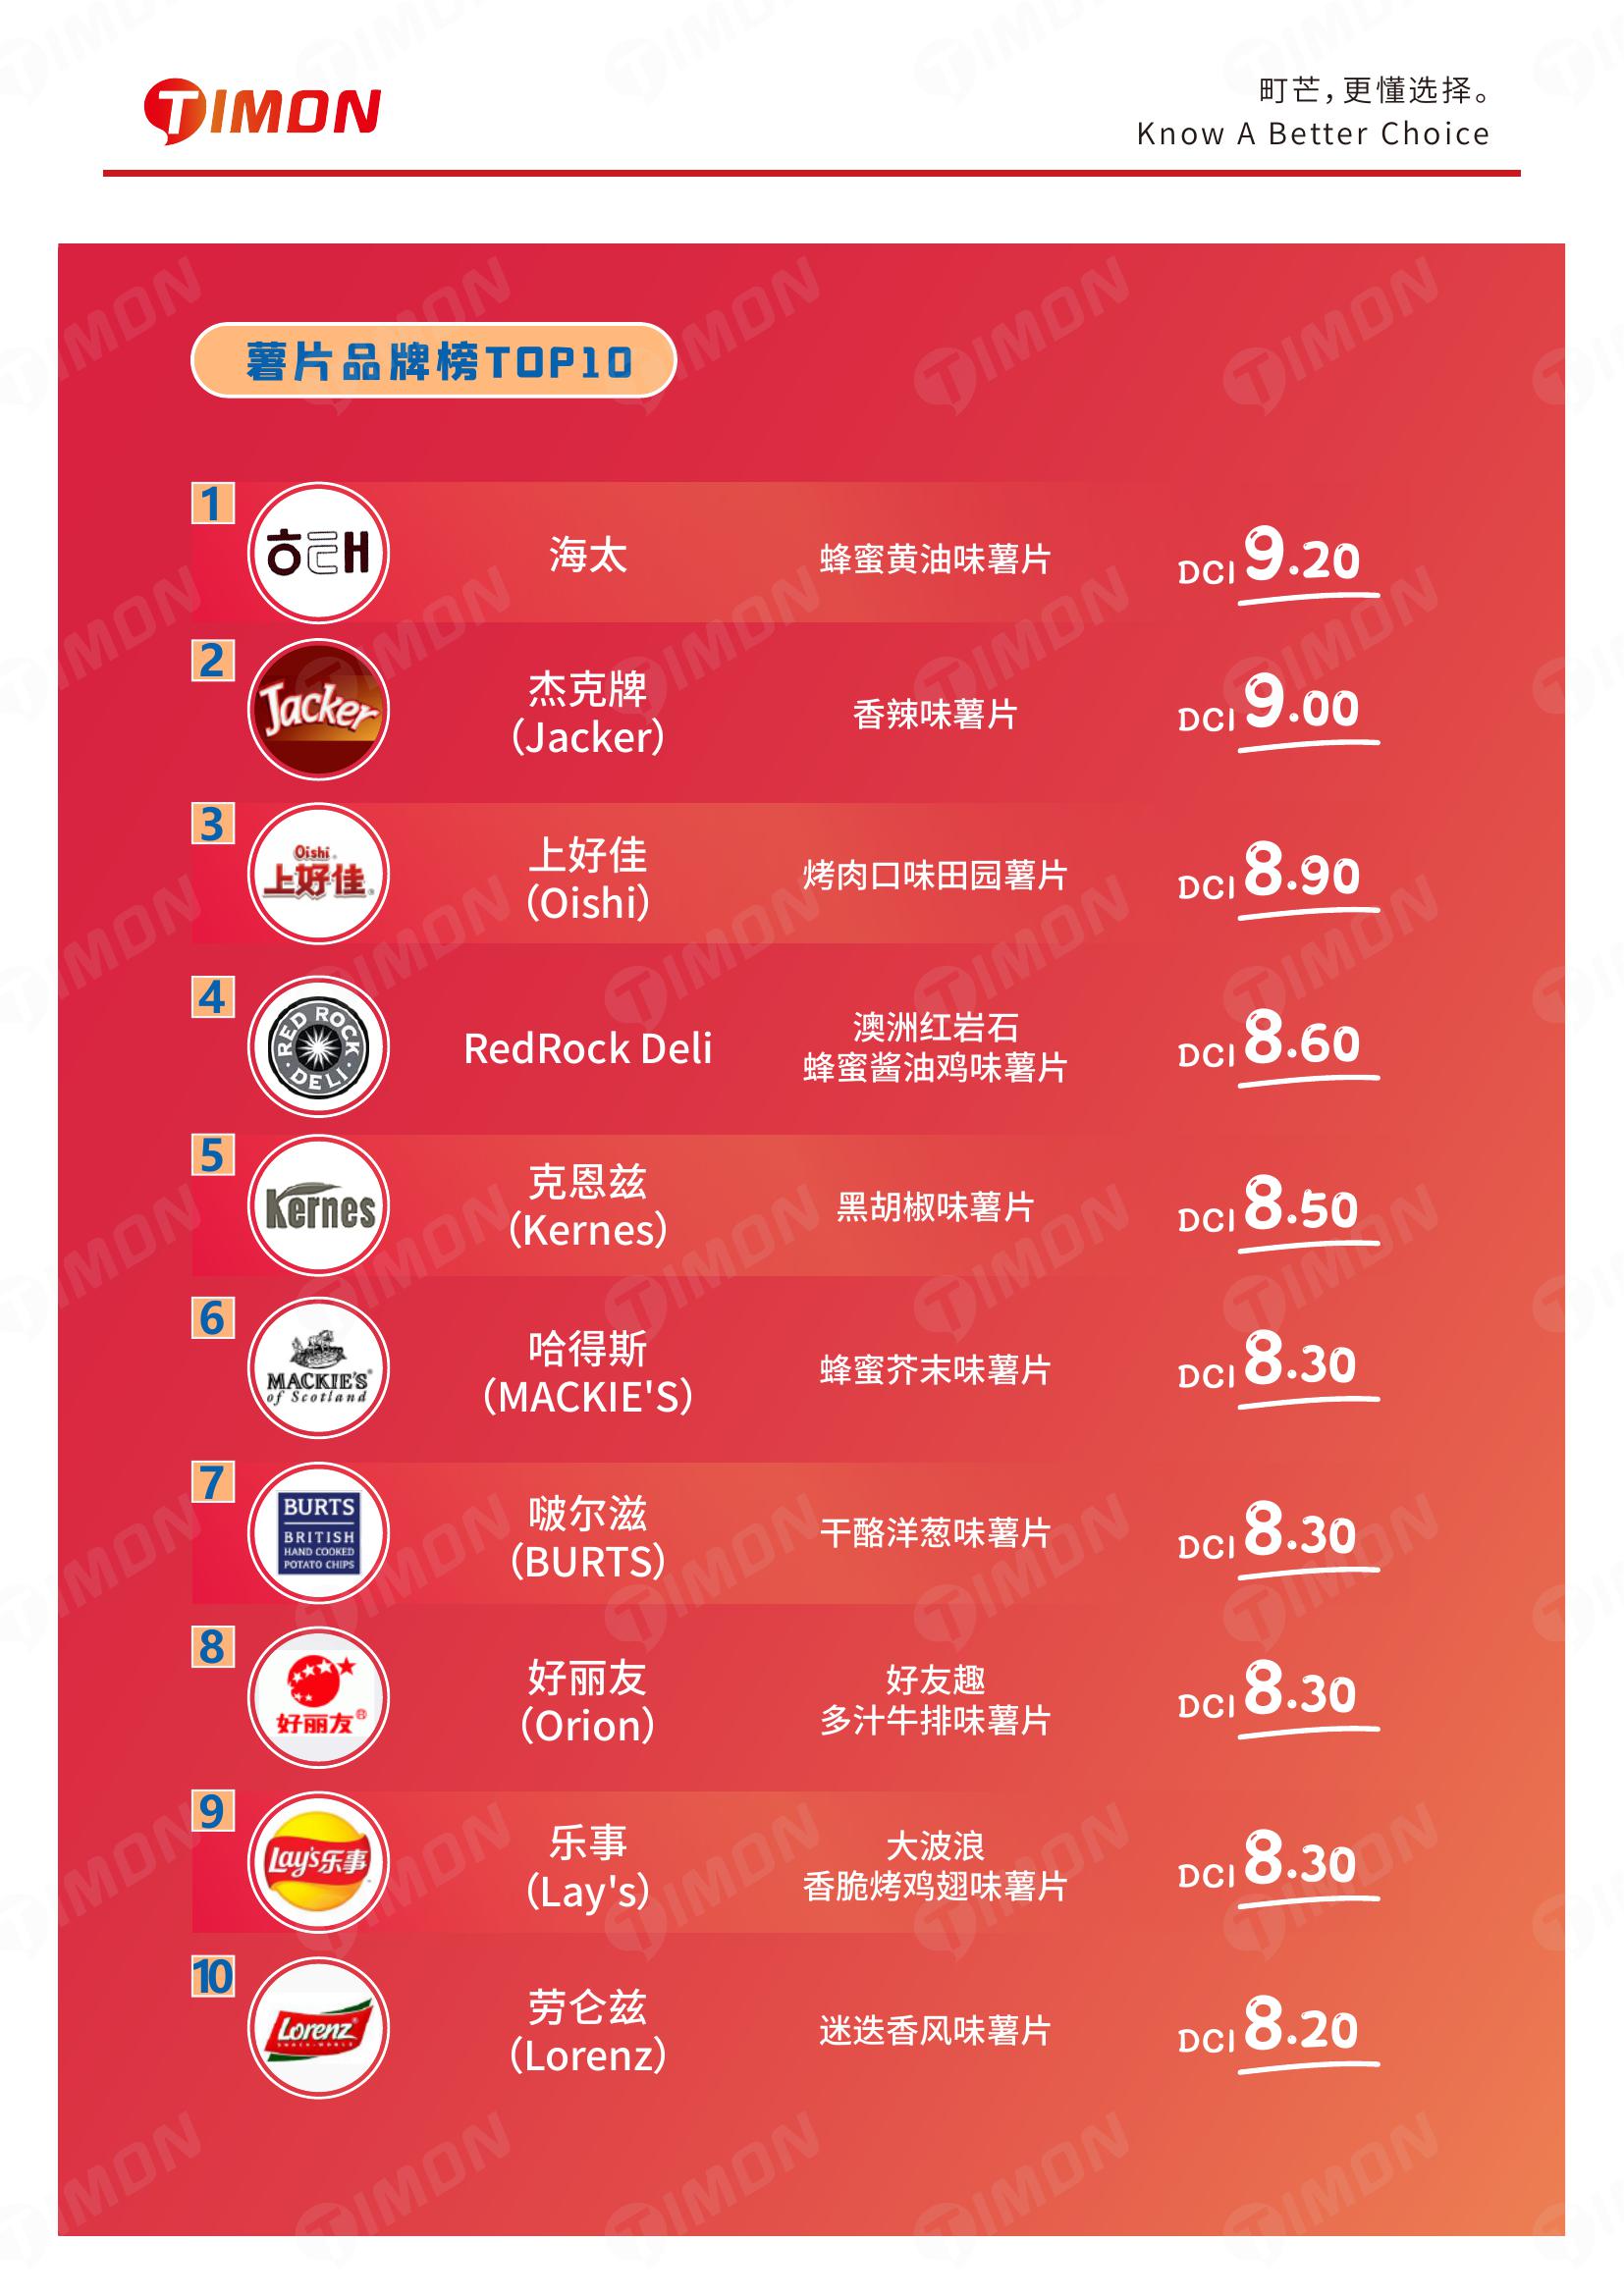 TIMON
町芒，更懂选择。
Know A Better Choice
薯片品牌榜TOP10
1
해태
海太
蜂蜜黄油味薯片
DCI 9.20
2
Jacker
杰克牌
（Jacker）
香辣味薯片
DCI 9.00
3
Oishi
上好佳
上好佳
（Oishi）
烤肉口味田园薯片
DCI 8.90
4
RED ROCK
DELI
RedRock Deli
澳洲红岩石
蜂蜜酱油鸡味薯片
DCI 8.60
5
Kernes
克恩兹
（Kernes）
黑胡椒味薯片
DCI 8.50
6
MACKIE'S
of Scotland
哈得斯
（MACKIE'S）
蜂蜜芥末味薯片
DCI 8.30
7
BURTS
BRITISH
HAND COOKED
POTATO CHIPS
啵尔滋
（BURTS）
干酪洋葱味薯片
DCI 8.30
8
好丽友®
好丽友
（Orion）
好友趣
多汁牛排味薯片
DCI 8.30
9
Lay's乐事
乐事
（Lay's）
大波浪
香脆烤鸡翅味薯片
DCI 8.30
10
Lorenz
SNACK-WORLD
劳仑兹
（Lorenz）
迷迭香风味薯片
DCI 8.20